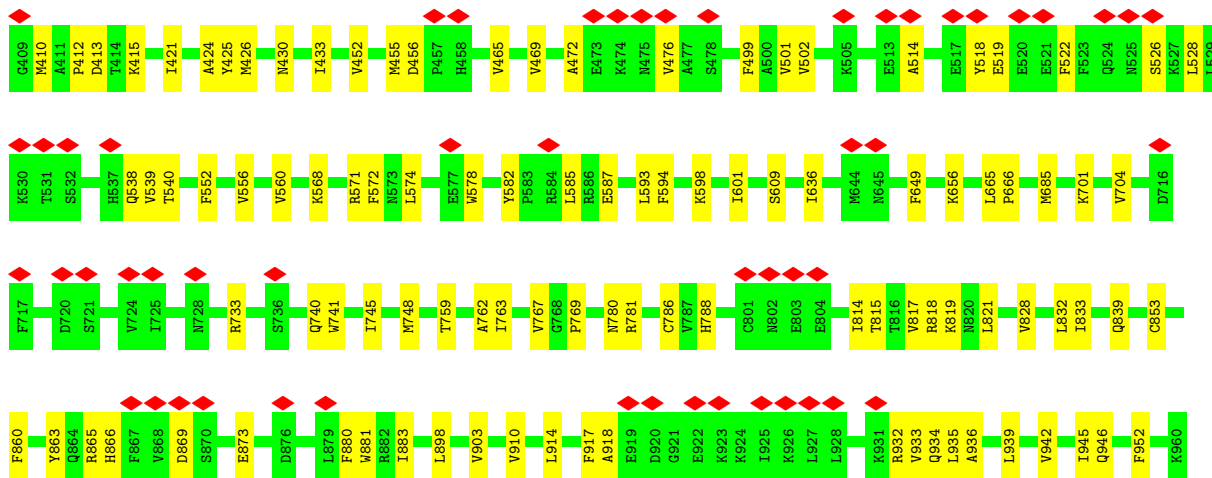 G409 M410 A411 P412 D413 T414 K415 I421 A424 Y425 M426 N430 I433 V452 M455 D456 P457 H458 V465 V469 A472 E473 K474 N475 V476 A477 S478 F499 A500 V501 V502 K505 E513 A514 E517 Y518 E519 E520 E521 F522 F523 Q524 N525 S526 K527 L528 L529
K530 T531 S532 H537 Q538 V539 T540 F552 V556 V560 K568 R571 F572 N573 L574 E577 W578 Y582 P583 R584 L585 R586 E587 L593 F594 K598 I601 S609 I636 M644 N645 F649 K656 L665 P666 M685 K701 V704 D716
F717 D720 S721 V724 I725 N728 R733 S736 Q740 W741 I745 M748 T759 A762 I763 V767 G768 P769 N780 R781 C786 V787 H788 C801 N802 E803 E804 I814 T815 T816 V817 R818 K819 N820 L821 V828 L832 I833 Q839 C853
F860 Y863 Q864 R865 H866 F867 V868 D869 S870 E873 D876 L879 F880 W881 R882 I883 L898 V903 V910 L914 F917 A918 E919 D920 G921 E922 K923 K924 I925 K926 L927 L928 K931 R932 V933 Q934 L935 A936 L939 V942 I945 Q946 F952 K960